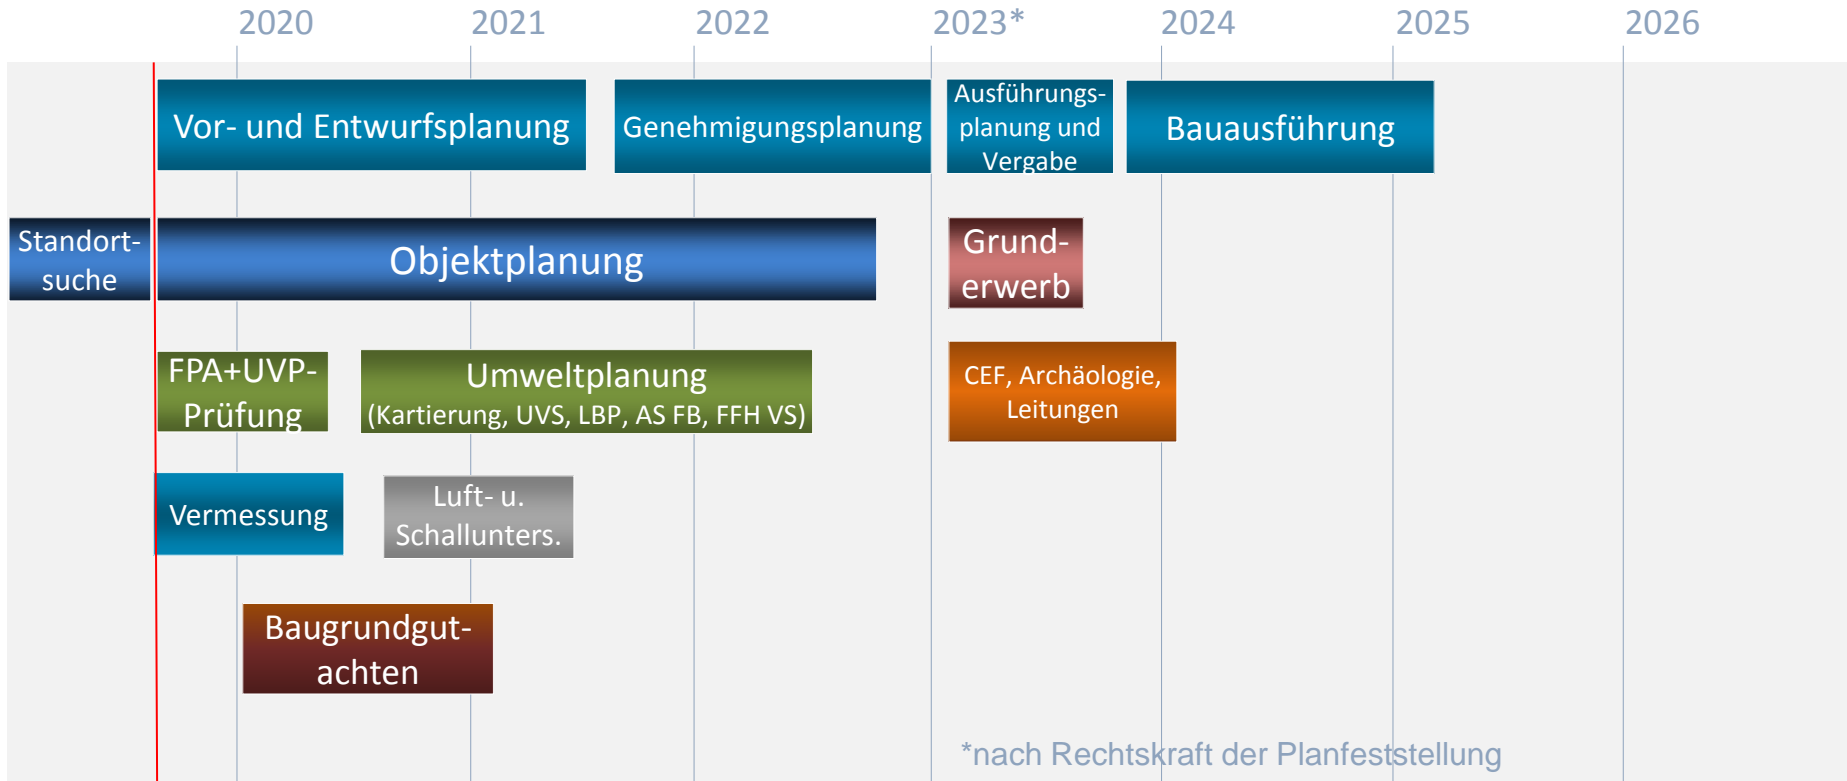 2020
2021
2022
2023*
2024
2025
2026
Vor- und Entwurfsplanung
Genehmigungsplanung
Ausführungs-
planung und
Vergabe
Bauausführung
Standort-
suche
Objektplanung
Grund-
erwerb
FPA+UVP-
Prüfung
Umweltplanung
(Kartierung, UVS, LBP, AS FB, FFH VS)
CEF, Archäologie,
Leitungen
Vermessung
Luft- u.
Schallunters.
Baugrundgut-
achten
*nach Rechtskraft der Planfeststellung